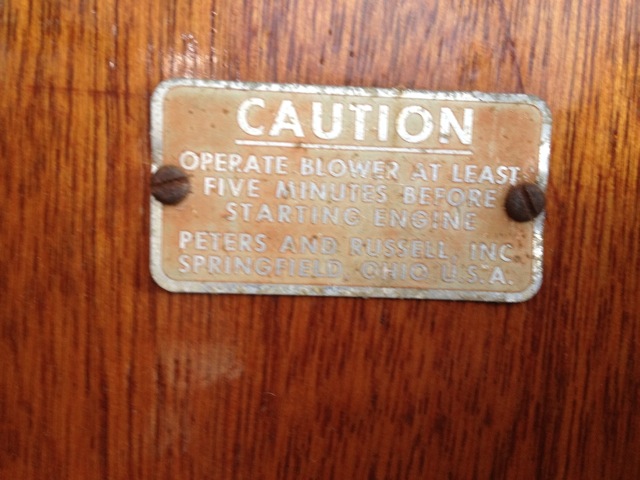 CAUTION
OPERATE BLOWER AT LEAST
FIVE MINUTES BEFORE
STARTING ENGINE
PETERS AND RUSSELL, INC.
SPRINGFIELD, OHIO U.S.A.